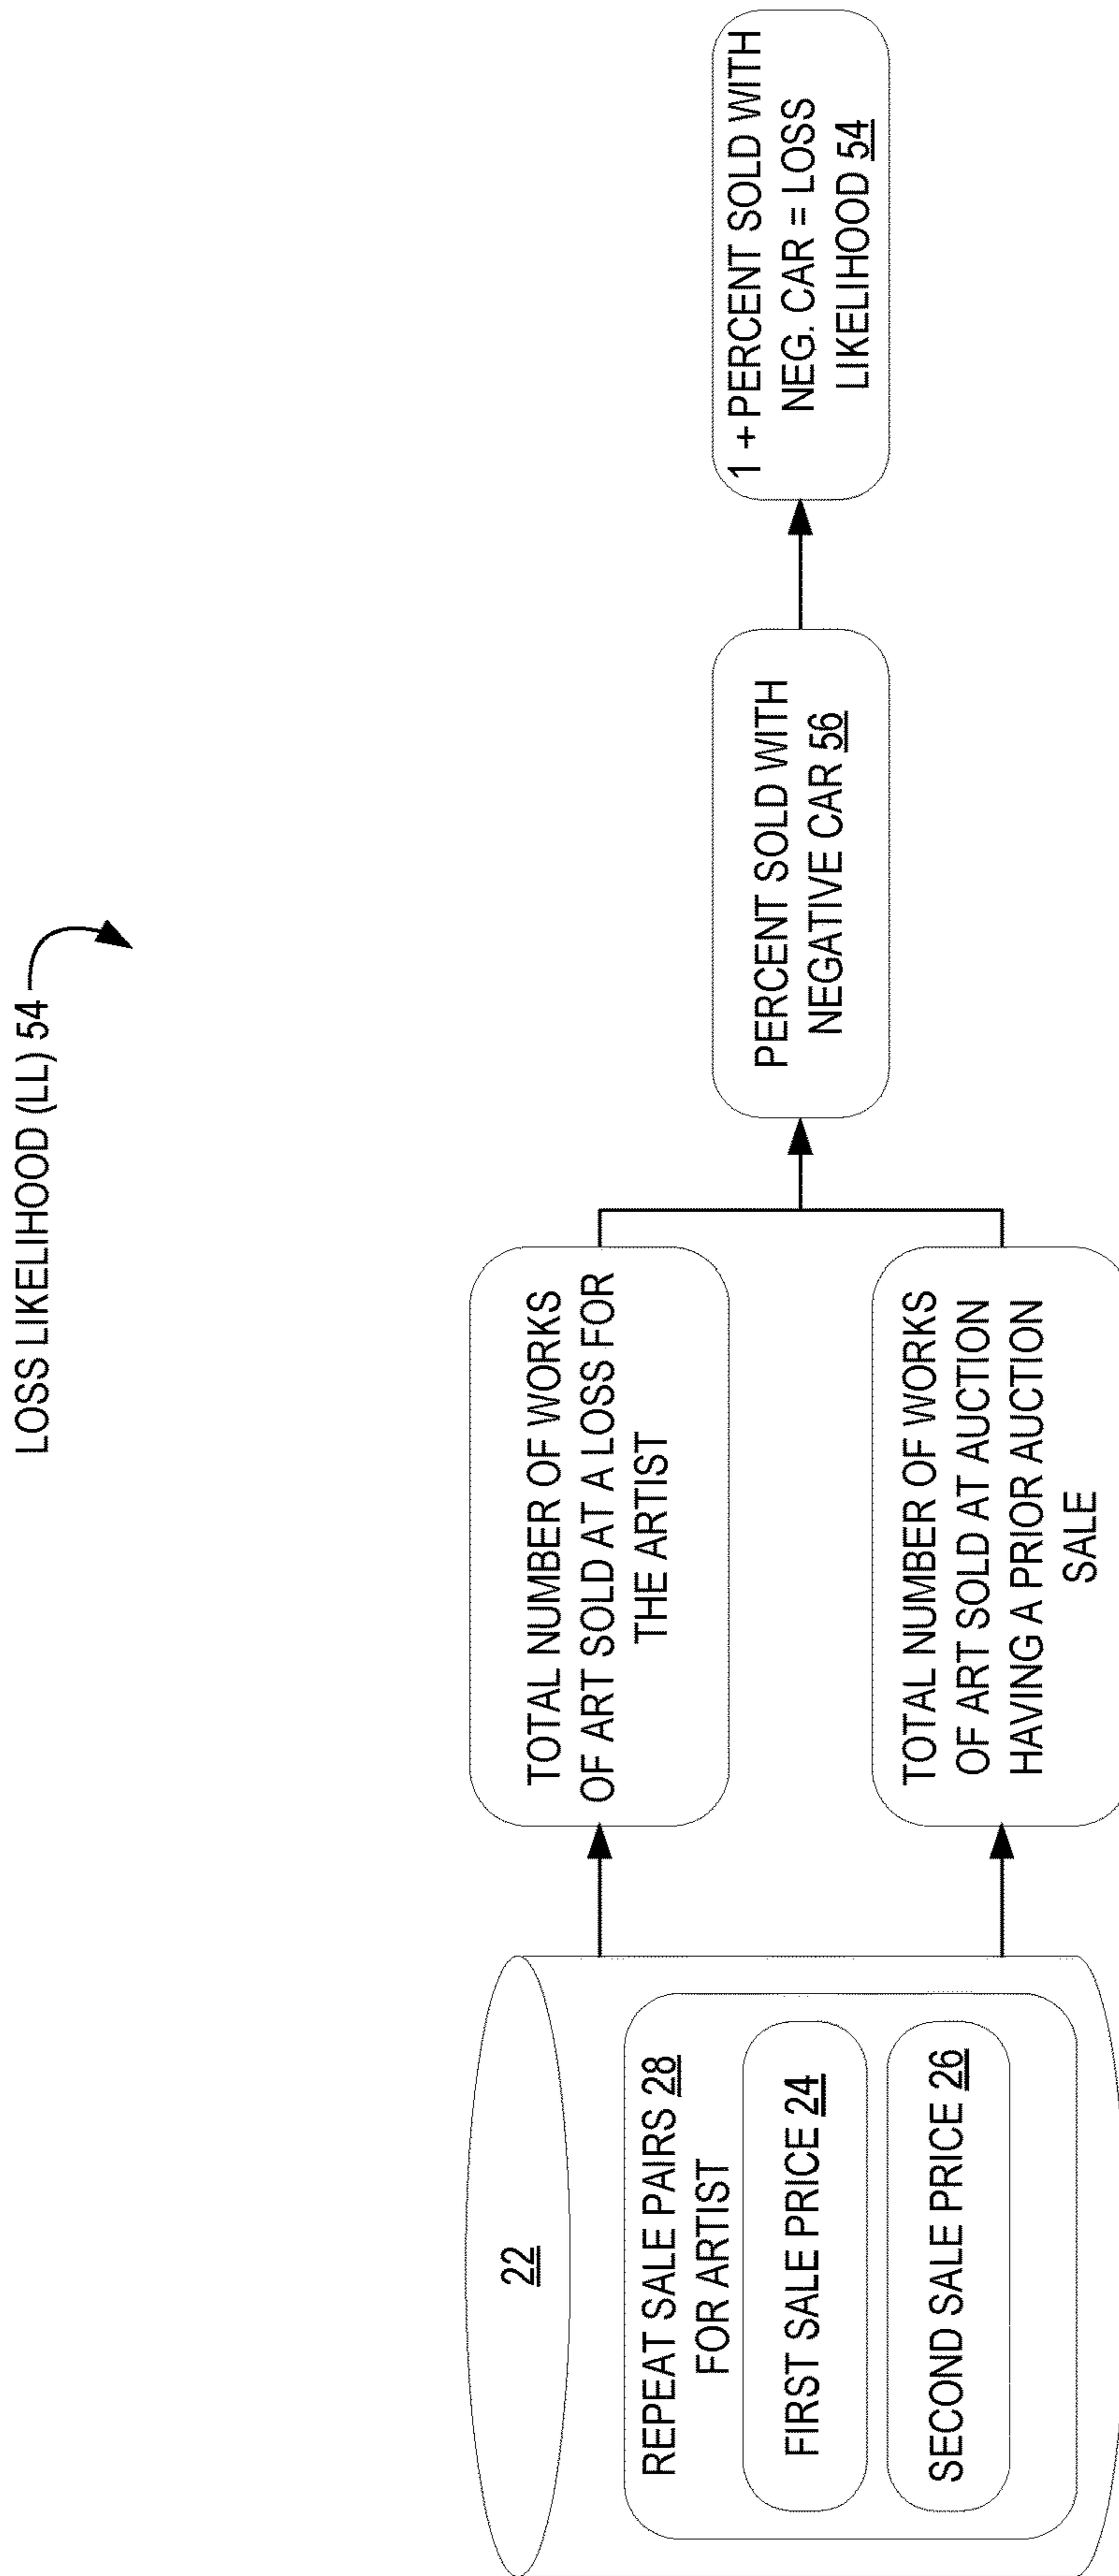 LOSS LIKELIHOOD (LL) 54
22
REPEAT SALE PAIRS 28
FOR ARTIST
FIRST SALE PRICE 24
SECOND SALE PRICE 26
TOTAL NUMBER OF WORKS
OF ART SOLD AT A LOSS FOR
THE ARTIST
TOTAL NUMBER OF WORKS
OF ART SOLD AT AUCTION
HAVING A PRIOR AUCTION
SALE
PERCENT SOLD WITH
NEGATIVE CAR 56
1 + PERCENT SOLD WITH
NEG. CAR = LOSS
LIKELIHOOD 54